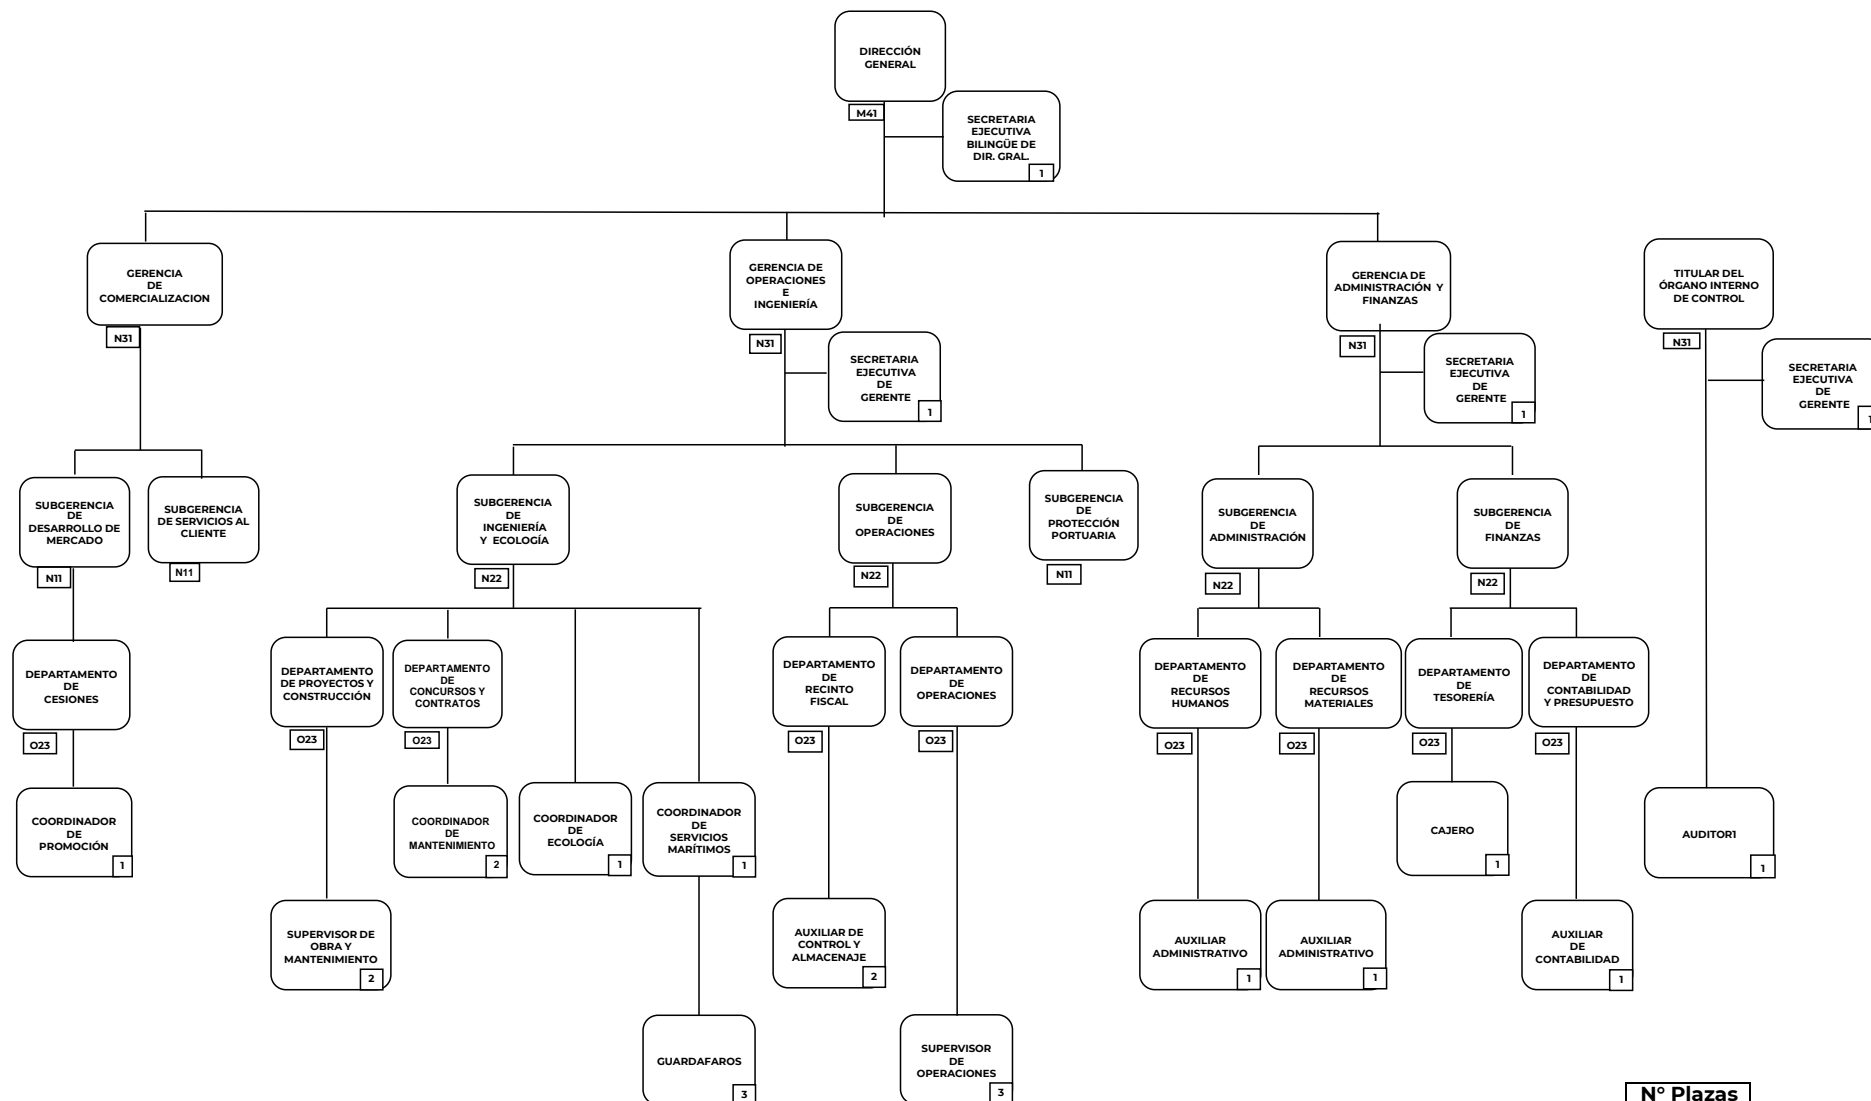 DIRECCIÓN
GENERAL
M41
SECRETARIA
EJECUTIVA
BILINGÜE DE
DIR. GRAL.
1
GERENCIA
DE
COMERCIALIZACION
N31
GERENCIA DE
OPERACIONES
E
INGENIERÍA
N31
SECRETARIA
EJECUTIVA
DE
GERENTE
1
GERENCIA DE
ADMINISTRACIÓN Y
FINANZAS
N31
SECRETARIA
EJECUTIVA
DE
GERENTE
1
TITULAR DEL
ÓRGANO INTERNO
DE CONTROL
N31
SECRETARIA
EJECUTIVA
DE
GERENTE
1
SUBGERENCIA
DE
DESARROLLO DE
MERCADO
N11
SUBGERENCIA
DE SERVICIOS AL
CLIENTE
N11
SUBGERENCIA
DE
INGENIERÍA
Y ECOLOGÍA
N22
SUBGERENCIA
DE
OPERACIONES
N22
SUBGERENCIA
DE
PROTECCIÓN
PORTUARIA
N11
SUBGERENCIA
DE
ADMINISTRACIÓN
N22
SUBGERENCIA
DE
FINANZAS
N22
DEPARTAMENTO
DE
CESIONES
O23
DEPARTAMENTO
DE PROYECTOS Y
CONSTRUCCIÓN
O23
DEPARTAMENTO
DE
CONCURSOS Y
CONTRATOS
O23
DEPARTAMENTO
DE
RECINTO
FISCAL
O23
DEPARTAMENTO
DE
OPERACIONES
O23
DEPARTAMENTO
DE
RECURSOS
HUMANOS
O23
DEPARTAMENTO
DE
RECURSOS
MATERIALES
O23
DEPARTAMENTO
DE
TESORERÍA
O23
DEPARTAMENTO
DE
CONTABILIDAD
Y PRESUPUESTO
O23
COORDINADOR
DE
PROMOCIÓN
1
COORDINADOR
DE
MANTENIMIENTO
2
COORDINADOR
DE
ECOLOGÍA
1
COORDINADOR
DE
SERVICIOS
MARÍTIMOS
1
CAJERO
1
AUDITOR1
1
SUPERVISOR DE
OBRA Y
MANTENIMIENTO
2
AUXILIAR DE
CONTROL Y
ALMACENAJE
2
AUXILIAR
ADMINISTRATIVO
1
AUXILIAR
ADMINISTRATIVO
1
AUXILIAR
DE
CONTABILIDAD
1
GUARDAFAROS
3
SUPERVISOR
DE
OPERACIONES
3
N° Plazas